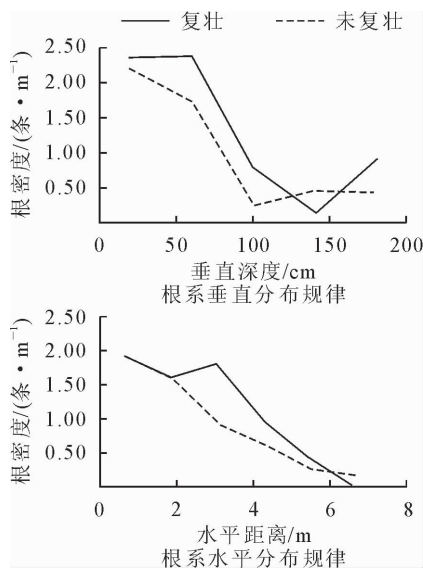 复壮 未复壮
根密度/(条·m⁻¹)
2.50
2.00
1.50
1.00
0.50
0 50 100 150 200
垂直深度/cm
根系垂直分布规律
根密度/(条·m⁻¹)
2.50
2.00
1.50
1.00
0.50
0 2 4 6 8
水平距离/m
根系水平分布规律